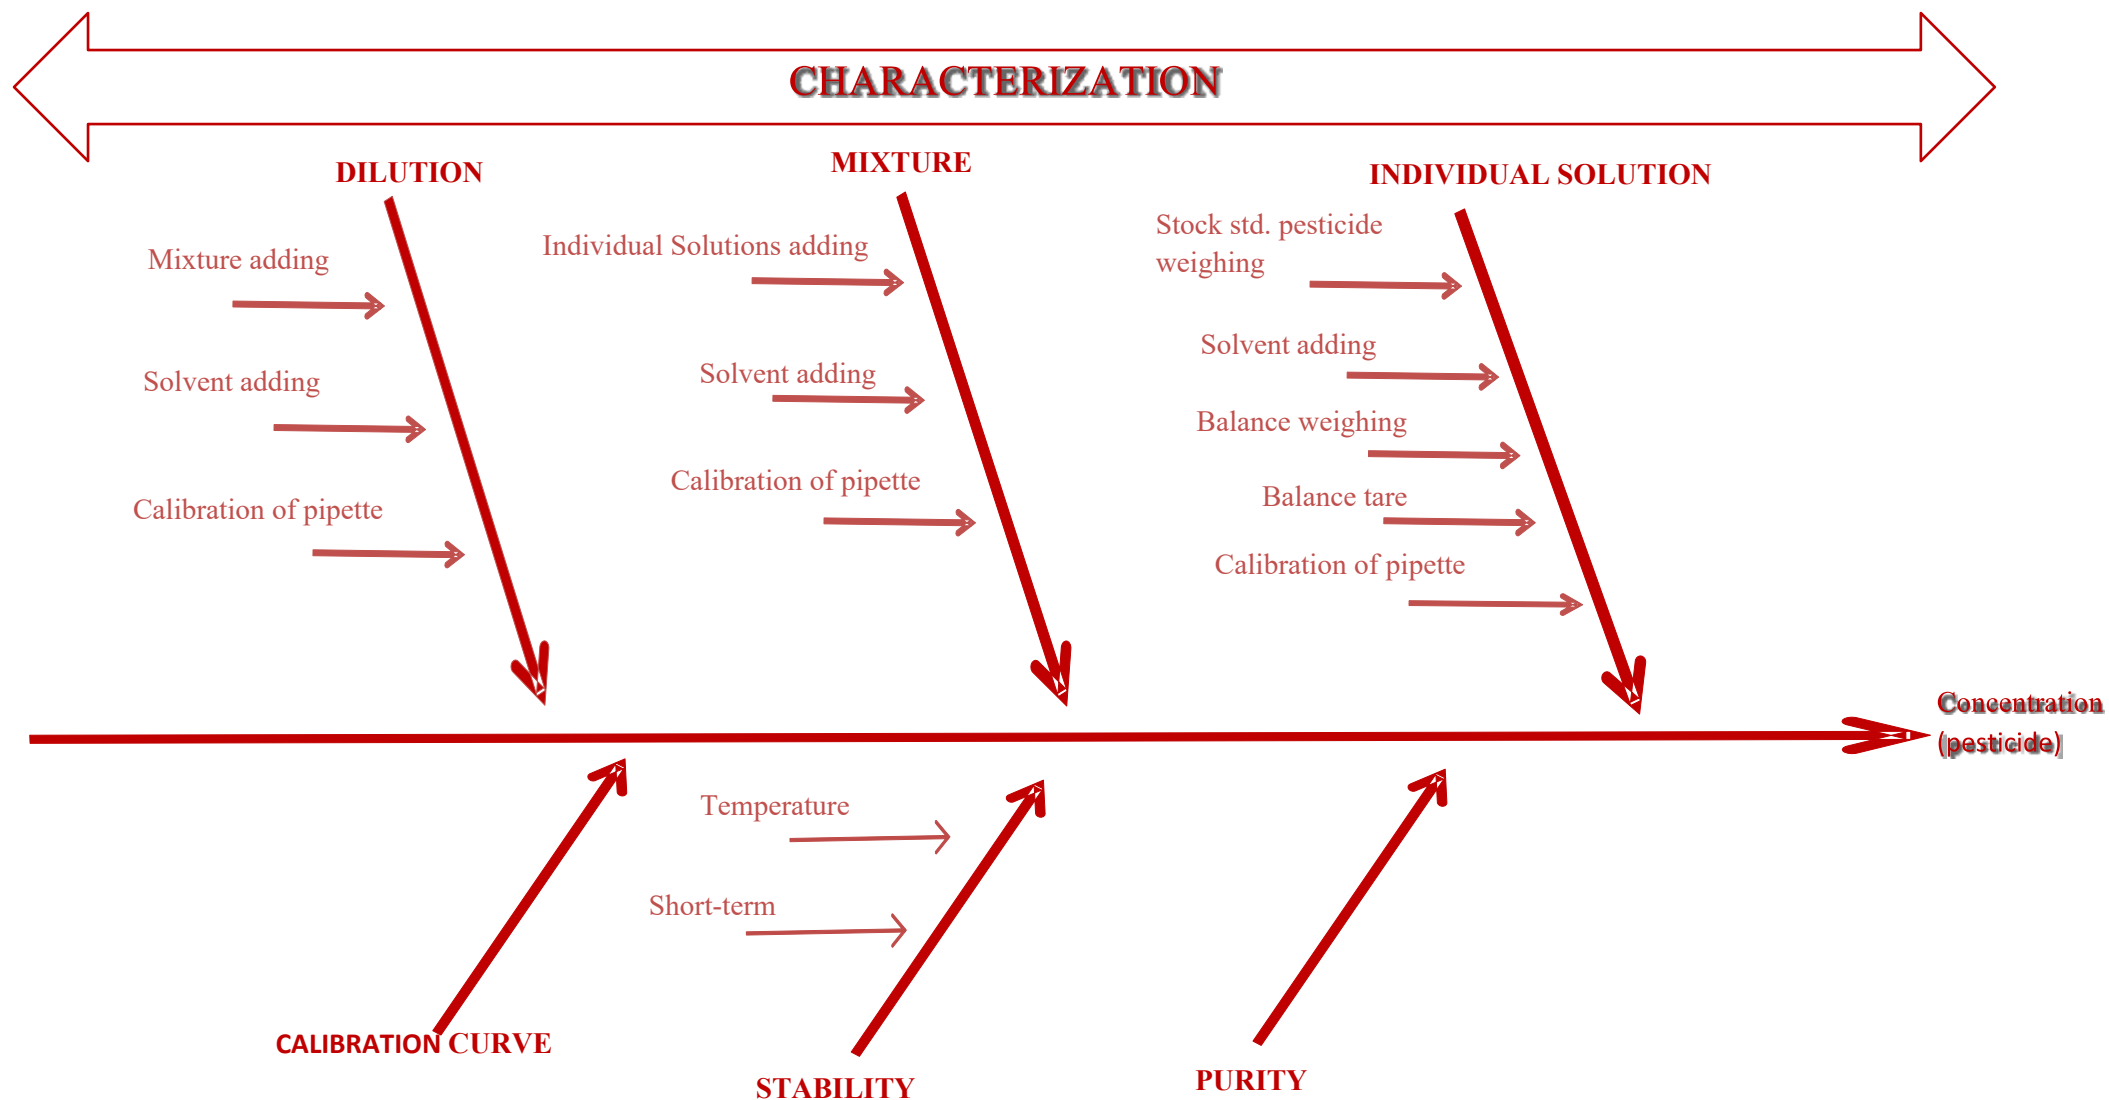 CHARACTERIZATION
DILUTION
MIXTURE
INDIVIDUAL SOLUTION
Mixture adding
Solvent adding
Calibration of pipette
Individual Solutions adding
Solvent adding
Calibration of pipette
Stock std. pesticide
weighing
Solvent adding
Balance weighing
Balance tare
Calibration of pipette
Concentration
(pesticide)
Temperature
Short-term
CALIBRATION CURVE
STABILITY
PURITY